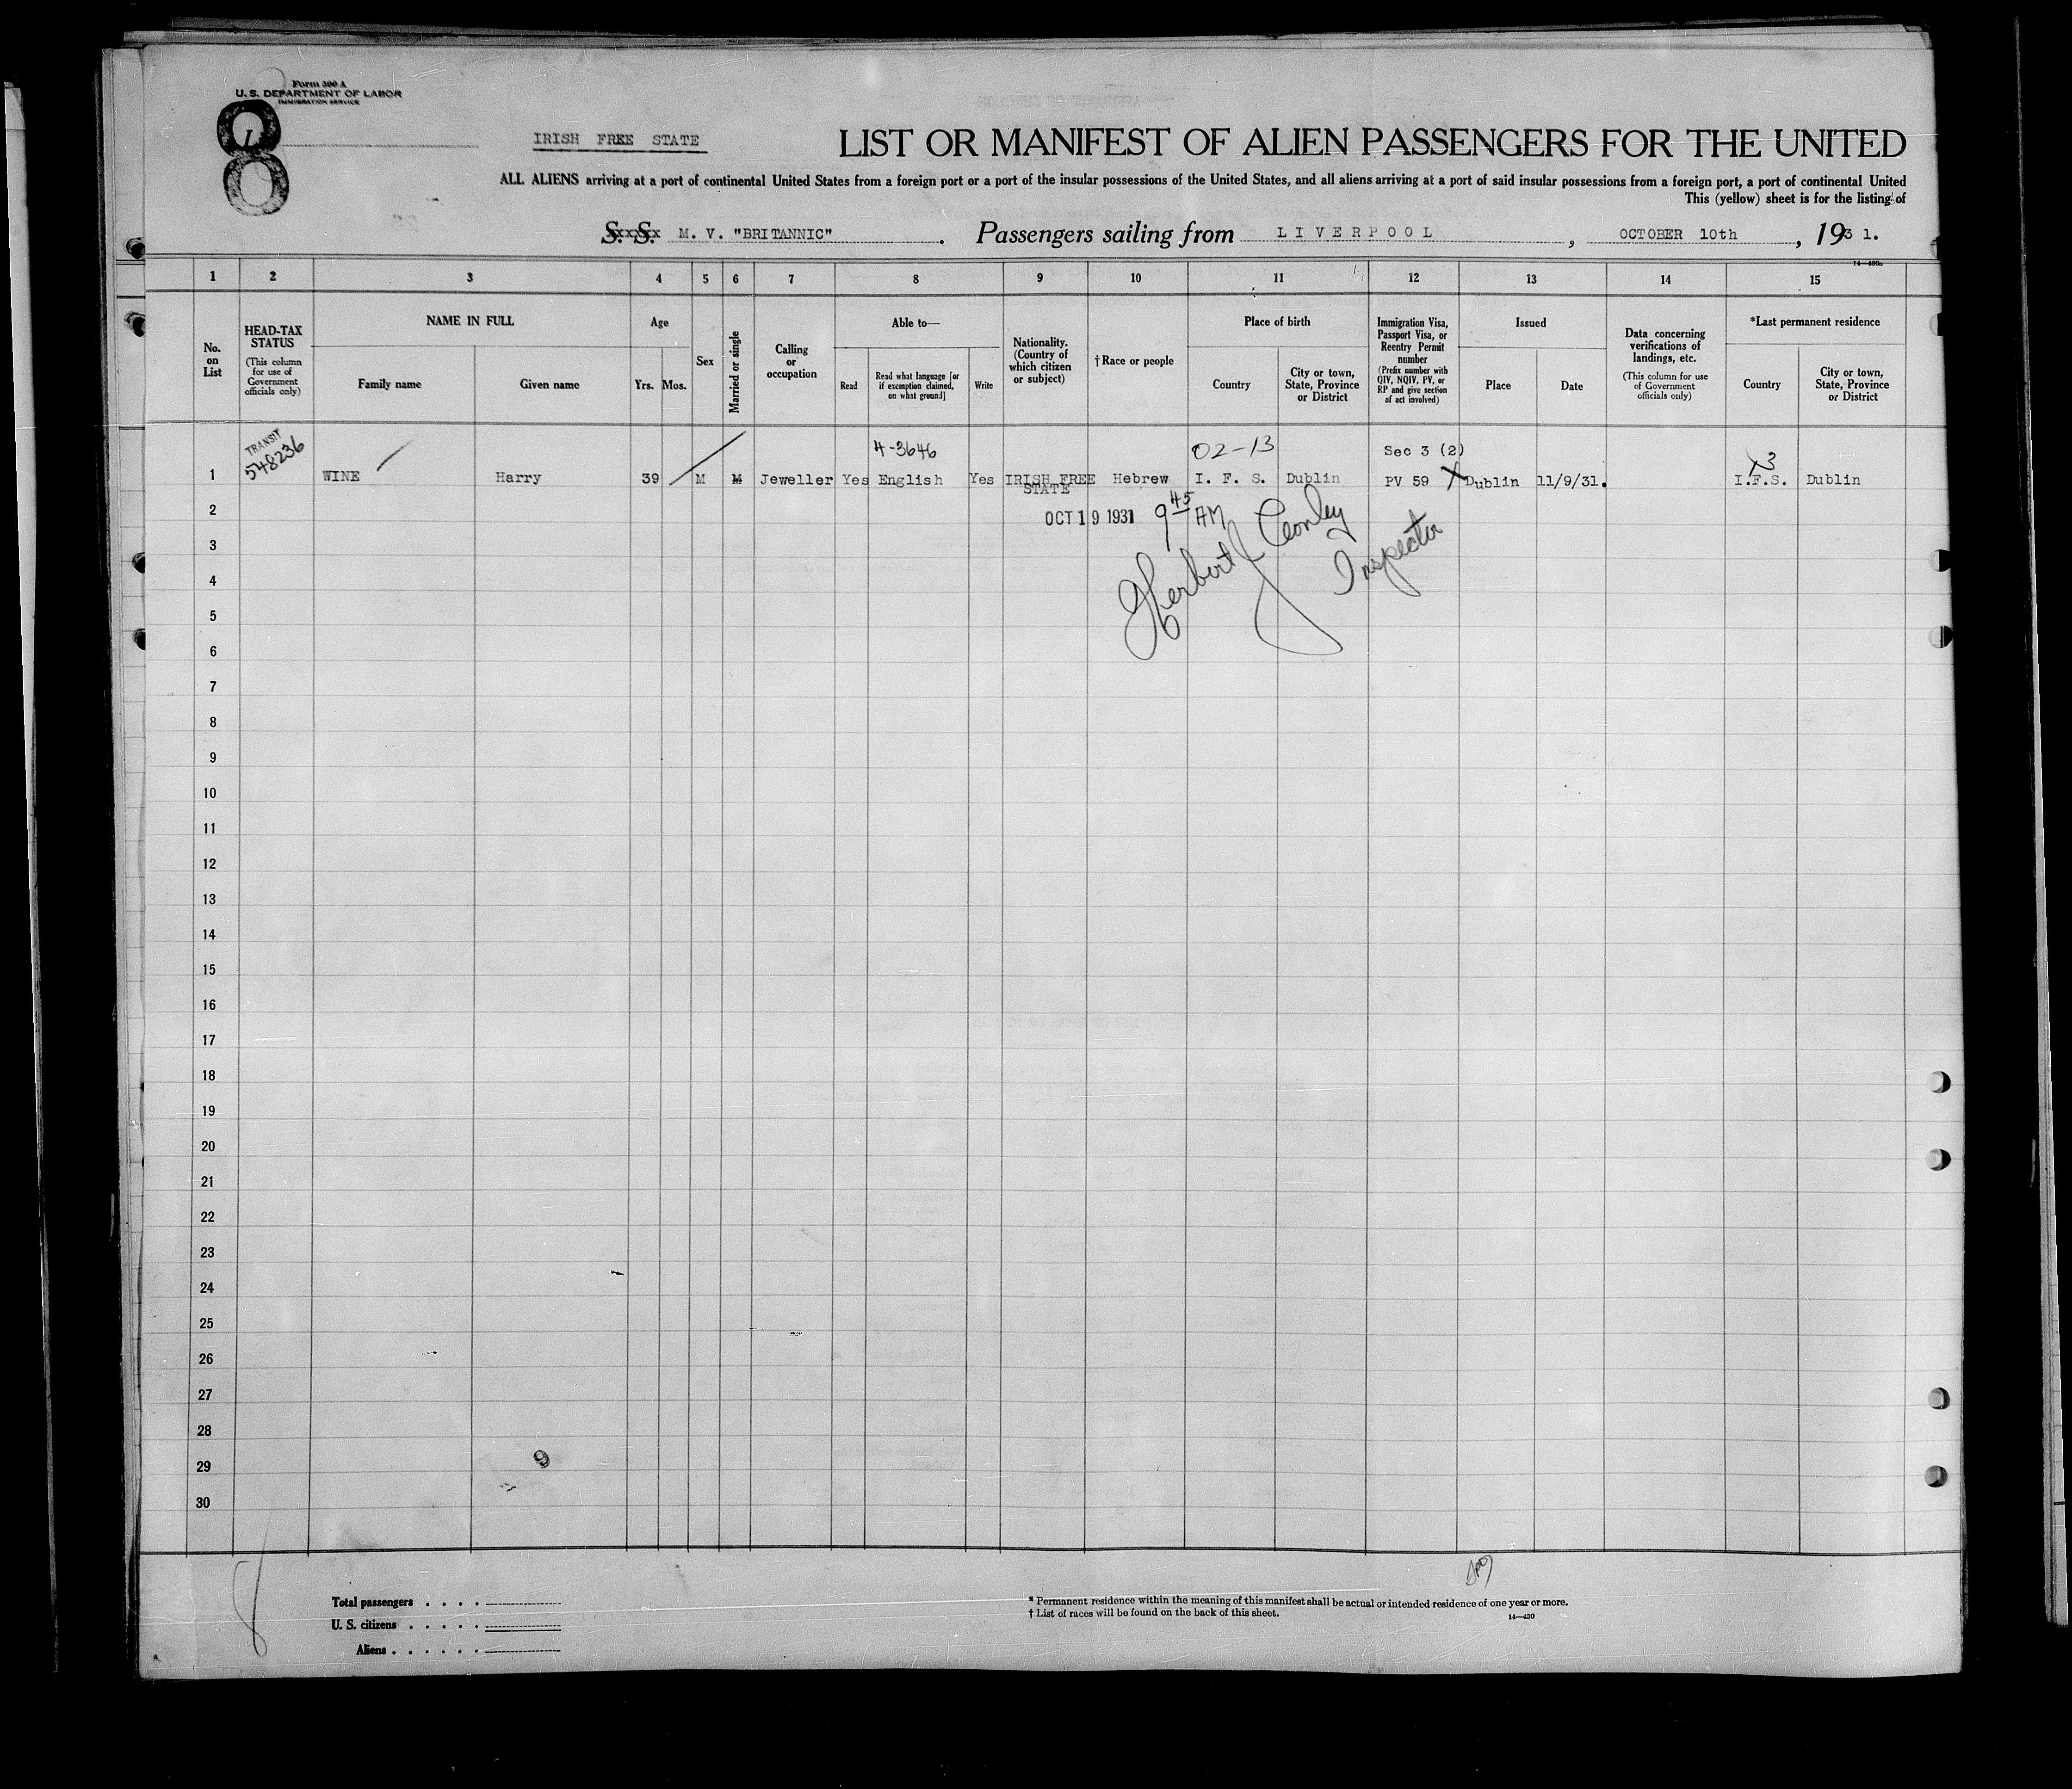 Form 500 A
U. S. DEPARTMENT OF LABOR
IMMIGRATION SERVICE
8
1
IRISH FREE STATE
LIST OR MANIFEST OF ALIEN PASSENGERS FOR THE UNITED
ALL ALIENS arriving at a port of continental United States from a foreign port or a port of the insular possessions of the United States, and all aliens arriving at a port of said insular possessions from a foreign port, a port of continental United
This (yellow) sheet is for the listing of
S. S. M. V. "BRITANNIC". Passengers sailing from LIVERPOOL, OCTOBER 10th, 1931.
1 2 3 4 5 6 7 8 9 10 11 12 13 14 15
No. on List
HEAD-TAX STATUS
(This column for use of Government officials only)
NAME IN FULL
Family name
Given name
Age
Yrs. Mos.
Sex
Married or single
Calling or occupation
Able to—
Read
Read what language [or if exemption claimed, on what ground]
Write
Nationality. (Country of which citizen or subject)
†Race or people
Place of birth
Country
City or town, State, Province or District
Immigration Visa, Passport Visa, or Reentry Permit number
(Prefix number with QIV, NQIV, PV, or RP and give section of act involved)
Issued
Place
Date
Data concerning verifications of landings, etc.
(This column for use of Government officials only)
*Last permanent residence
Country
City or town, State, Province or District
TRANSIT
548236
4-3646
02-13
Sec 3 (2)
x3
1 WINE Harry 39 M M Jeweller Yes English Yes IRISH FREE STATE Hebrew I. F. S. Dublin PV 59 X Dublin 11/9/31. I.F.S. Dublin
2 OCT 19 1931 9 45 AM
Herbert J Conley
Inspector
3
4
5
6
7
8
9
10
11
12
13
14
15
16
17
18
19
20
21
22
23
24
25
26
27
28
29
30
9
8
Total passengers . . . .
U. S. citizens . . . . .
Aliens . . . . . .
* Permanent residence within the meaning of this manifest shall be actual or intended residence of one year or more.
† List of races will be found on the back of this sheet.
14—430